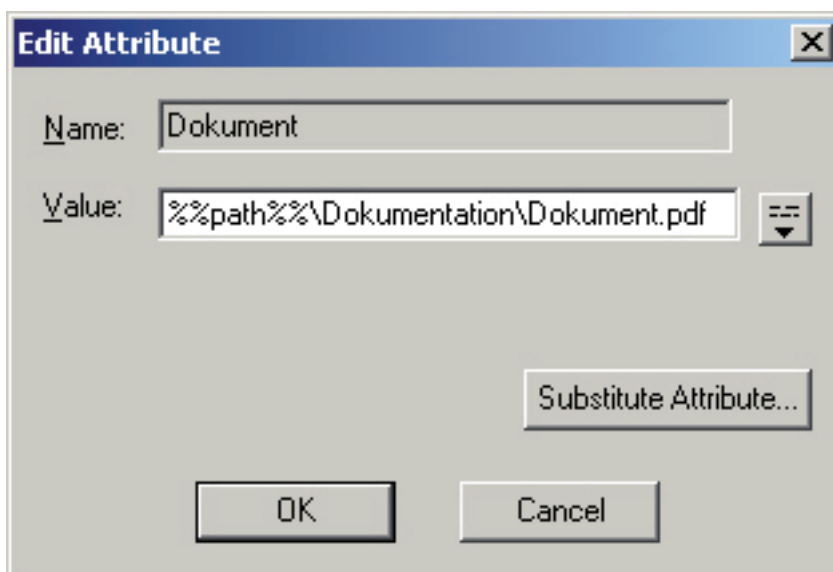 Edit Attribute
Name: Dokument
Value: %%path%%\Dokumentation\Dokument.pdf
Substitute Attribute...
OK Cancel